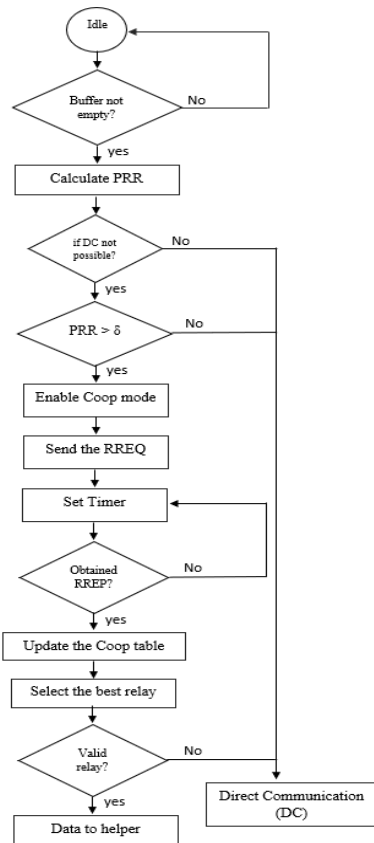 Idle
Buffer not
empty?
No
yes
Calculate PRR
if DC not
possible?
No
yes
PRR > δ
No
yes
Enable Coop mode
Send the RREQ
Set Timer
Obtained
RREP?
No
yes
Update the Coop table
Select the best relay
Valid
relay?
No
yes
Direct Communication
(DC)
Data to helper